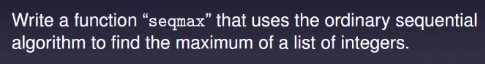 Write a function “seqmax” that uses the ordinary sequential
algorithm to find the maximum of a list of integers.